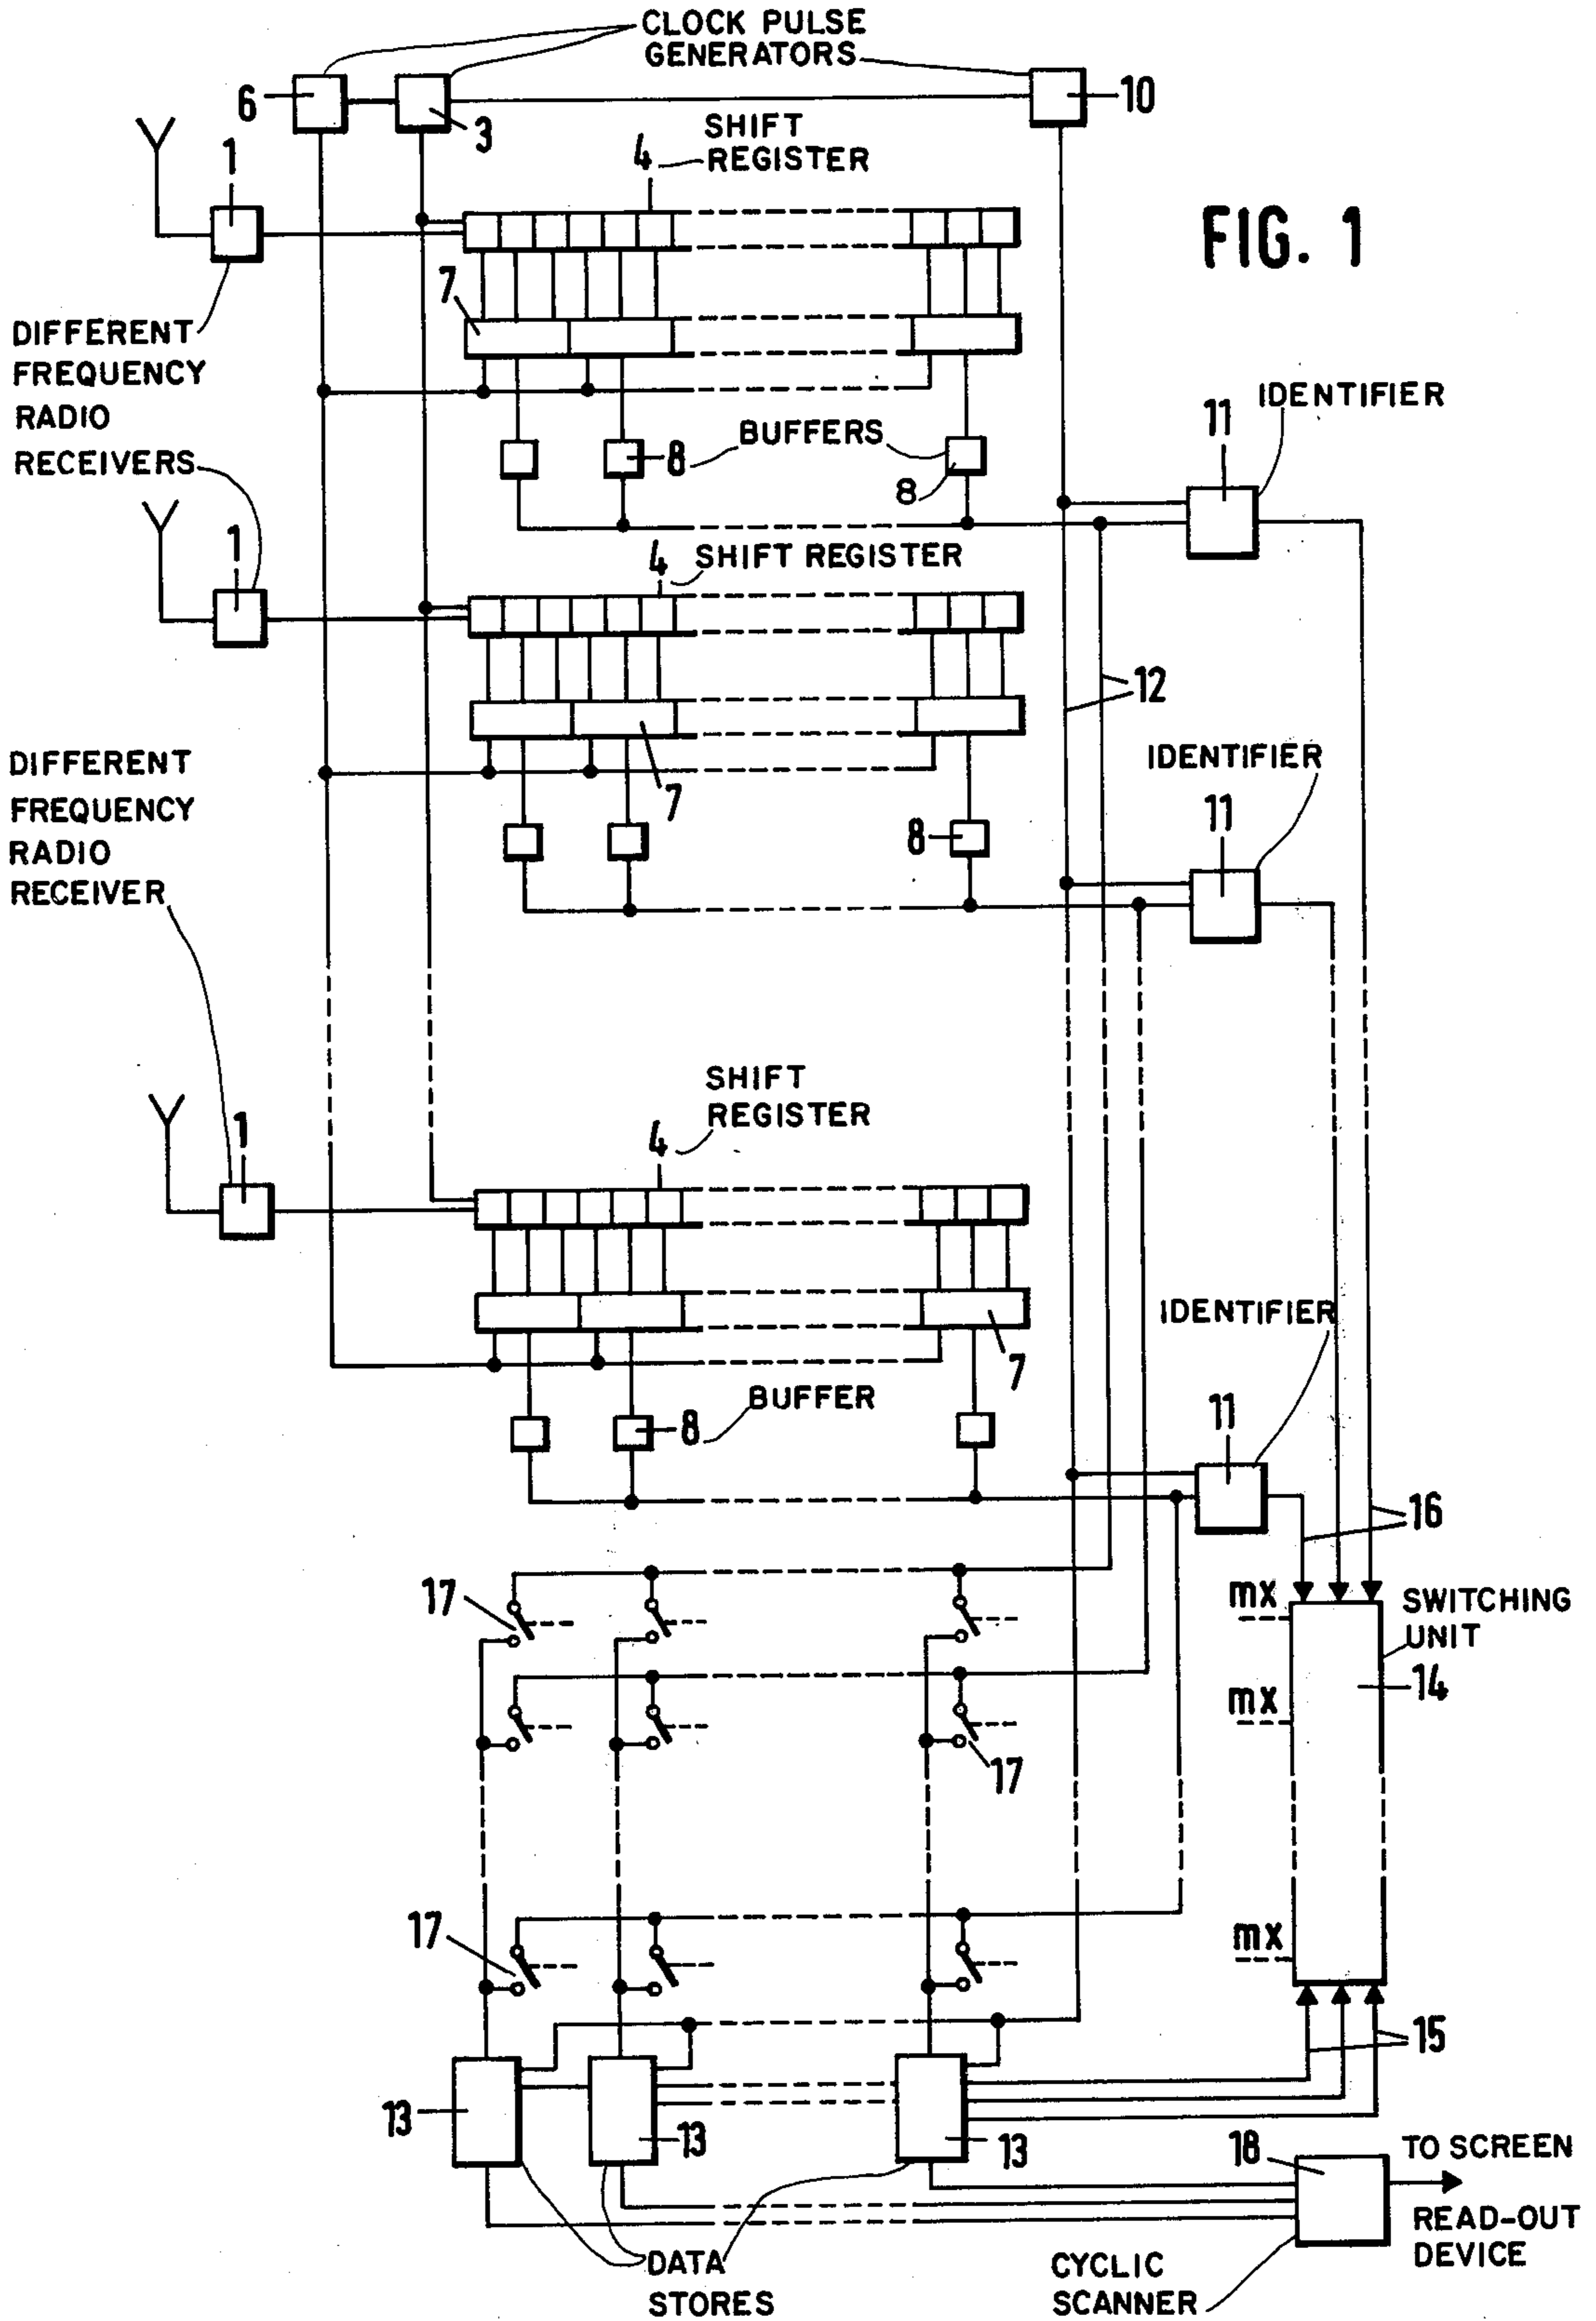 CLOCK PULSE
GENERATORS
6
3
10
SHIFT
REGISTER
4
1
FIG. 1
7
DIFFERENT
FREQUENCY
RADIO
RECEIVERS
BUFFERS
8
8
11
IDENTIFIER
4 SHIFT REGISTER
1
12
7
DIFFERENT
FREQUENCY
RADIO
RECEIVER
8
IDENTIFIER
11
SHIFT
REGISTER
4
1
7
IDENTIFIER
BUFFER
8
11
16
17
mx
SWITCHING
UNIT
14
mx
17
17
mx
15
13
13
13
18
TO SCREEN
READ-OUT
DEVICE
DATA
STORES
CYCLIC
SCANNER